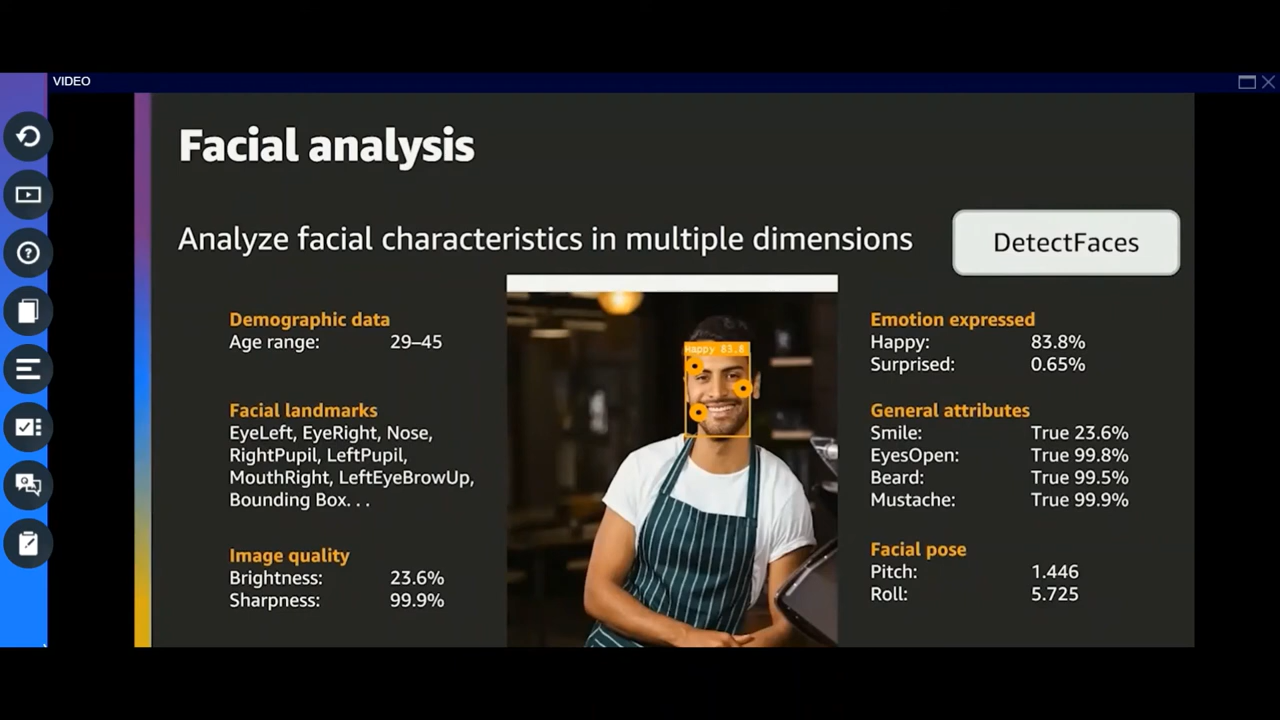 VIDEO
Facial analysis
Analyze facial characteristics in multiple dimensions
DetectFaces
Demographic data
Age range: 29–45
Facial landmarks
EyeLeft, EyeRight, Nose,
RightPupil, LeftPupil,
MouthRight, LeftEyeBrowUp,
Bounding Box. . .
Image quality
Brightness: 23.6%
Sharpness: 99.9%
Happy 83.8
Emotion expressed
Happy: 83.8%
Surprised: 0.65%
General attributes
Smile: True 23.6%
EyesOpen: True 99.8%
Beard: True 99.5%
Mustache: True 99.9%
Facial pose
Pitch: 1.446
Roll: 5.725